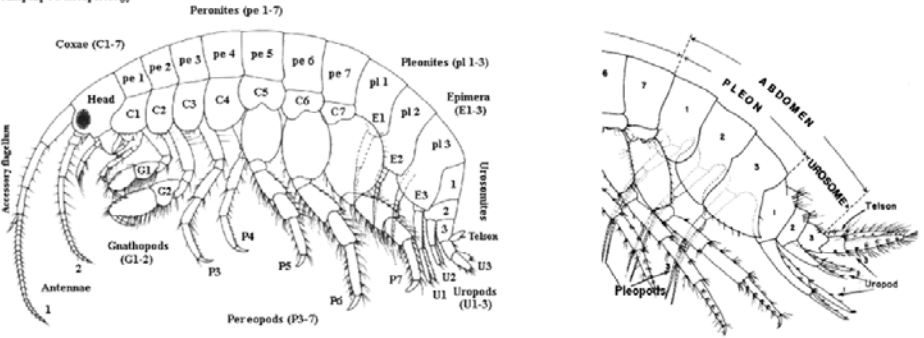 Peronites (pe 1-7)
Coxae (C1-7)
Pleonites (pl 1-3)
Epimera
(E1-3)
Head
pe 1
pe 2
pe 3
pe 4
pe 5
pe 6
pe 7
pl 1
pl 2
pl 3
C1
C2
C3
C4
C5
C6
C7
E1
E2
E3
1
2
3
Urosomites
Telson
Accessory flagellum
G1
G2
Gnathopods
(G1-2)
2
Antennae
1
P3
P4
P5
P6
P7
Pereopods (P3-7)
U1
U2
U3
Uropods
(U1-3)
6
7
1
2
3
1
2
3
ABDOMEN
PLEON
UROSOME
Telson
3
2
1
Uropod
Pleopods